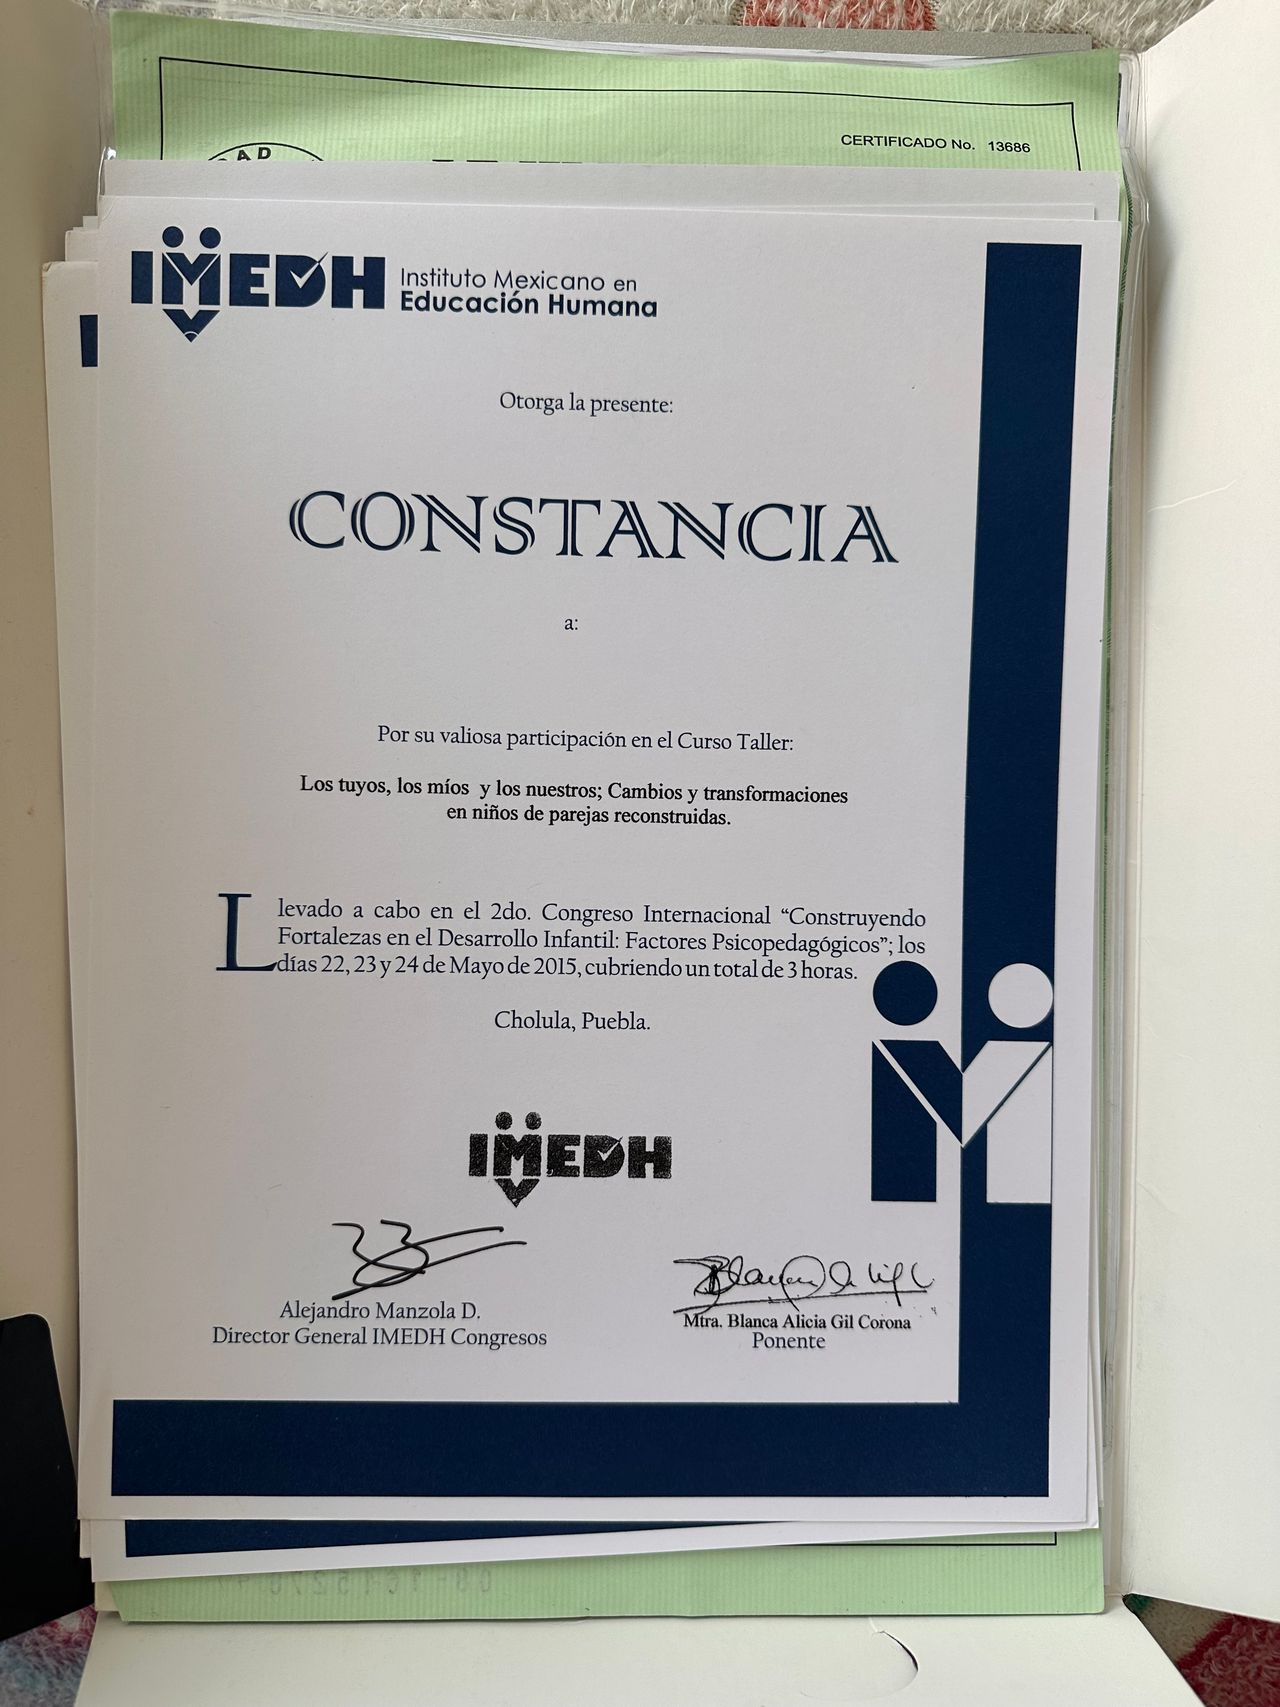 CERTIFICADO No. 13686
IMEDH Instituto Mexicano en
Educación Humana
Otorga la presente:
CONSTANCIA
a:
Por su valiosa participación en el Curso Taller:
Los tuyos, los míos y los nuestros; Cambios y transformaciones
en niños de parejas reconstruidas.
Llevado a cabo en el 2do. Congreso Internacional “Construyendo
Fortalezas en el Desarrollo Infantil: Factores Psicopedagógicos”; los
días 22, 23 y 24 de Mayo de 2015, cubriendo un total de 3 horas.
Cholula, Puebla.
IMEDH
Alejandro Manzola D.
Director General IMEDH Congresos
Mtra. Blanca Alicia Gil Corona
Ponente